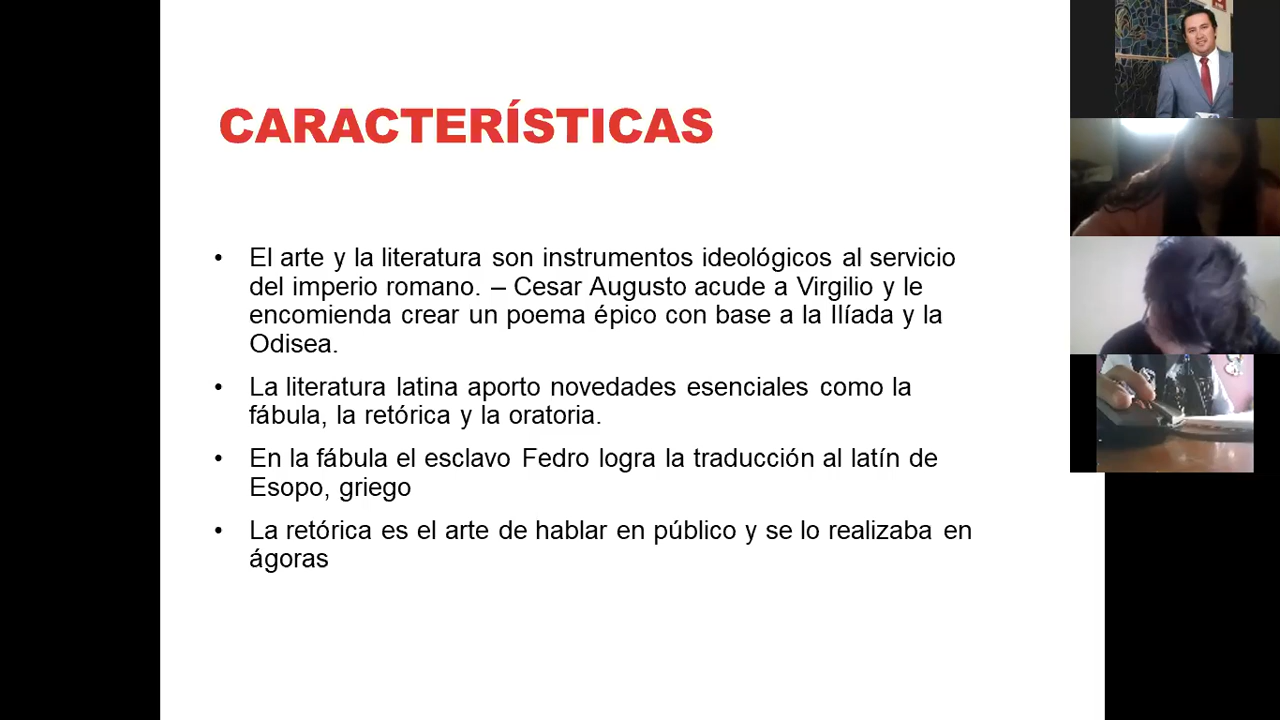 CARACTERÍSTICAS
• El arte y la literatura son instrumentos ideológicos al servicio
del imperio romano. – Cesar Augusto acude a Virgilio y le
encomienda crear un poema épico con base a la Ilíada y la
Odisea.
• La literatura latina aporto novedades esenciales como la
fábula, la retórica y la oratoria.
• En la fábula el esclavo Fedro logra la traducción al latín de
Esopo, griego
• La retórica es el arte de hablar en público y se lo realizaba en
ágoras